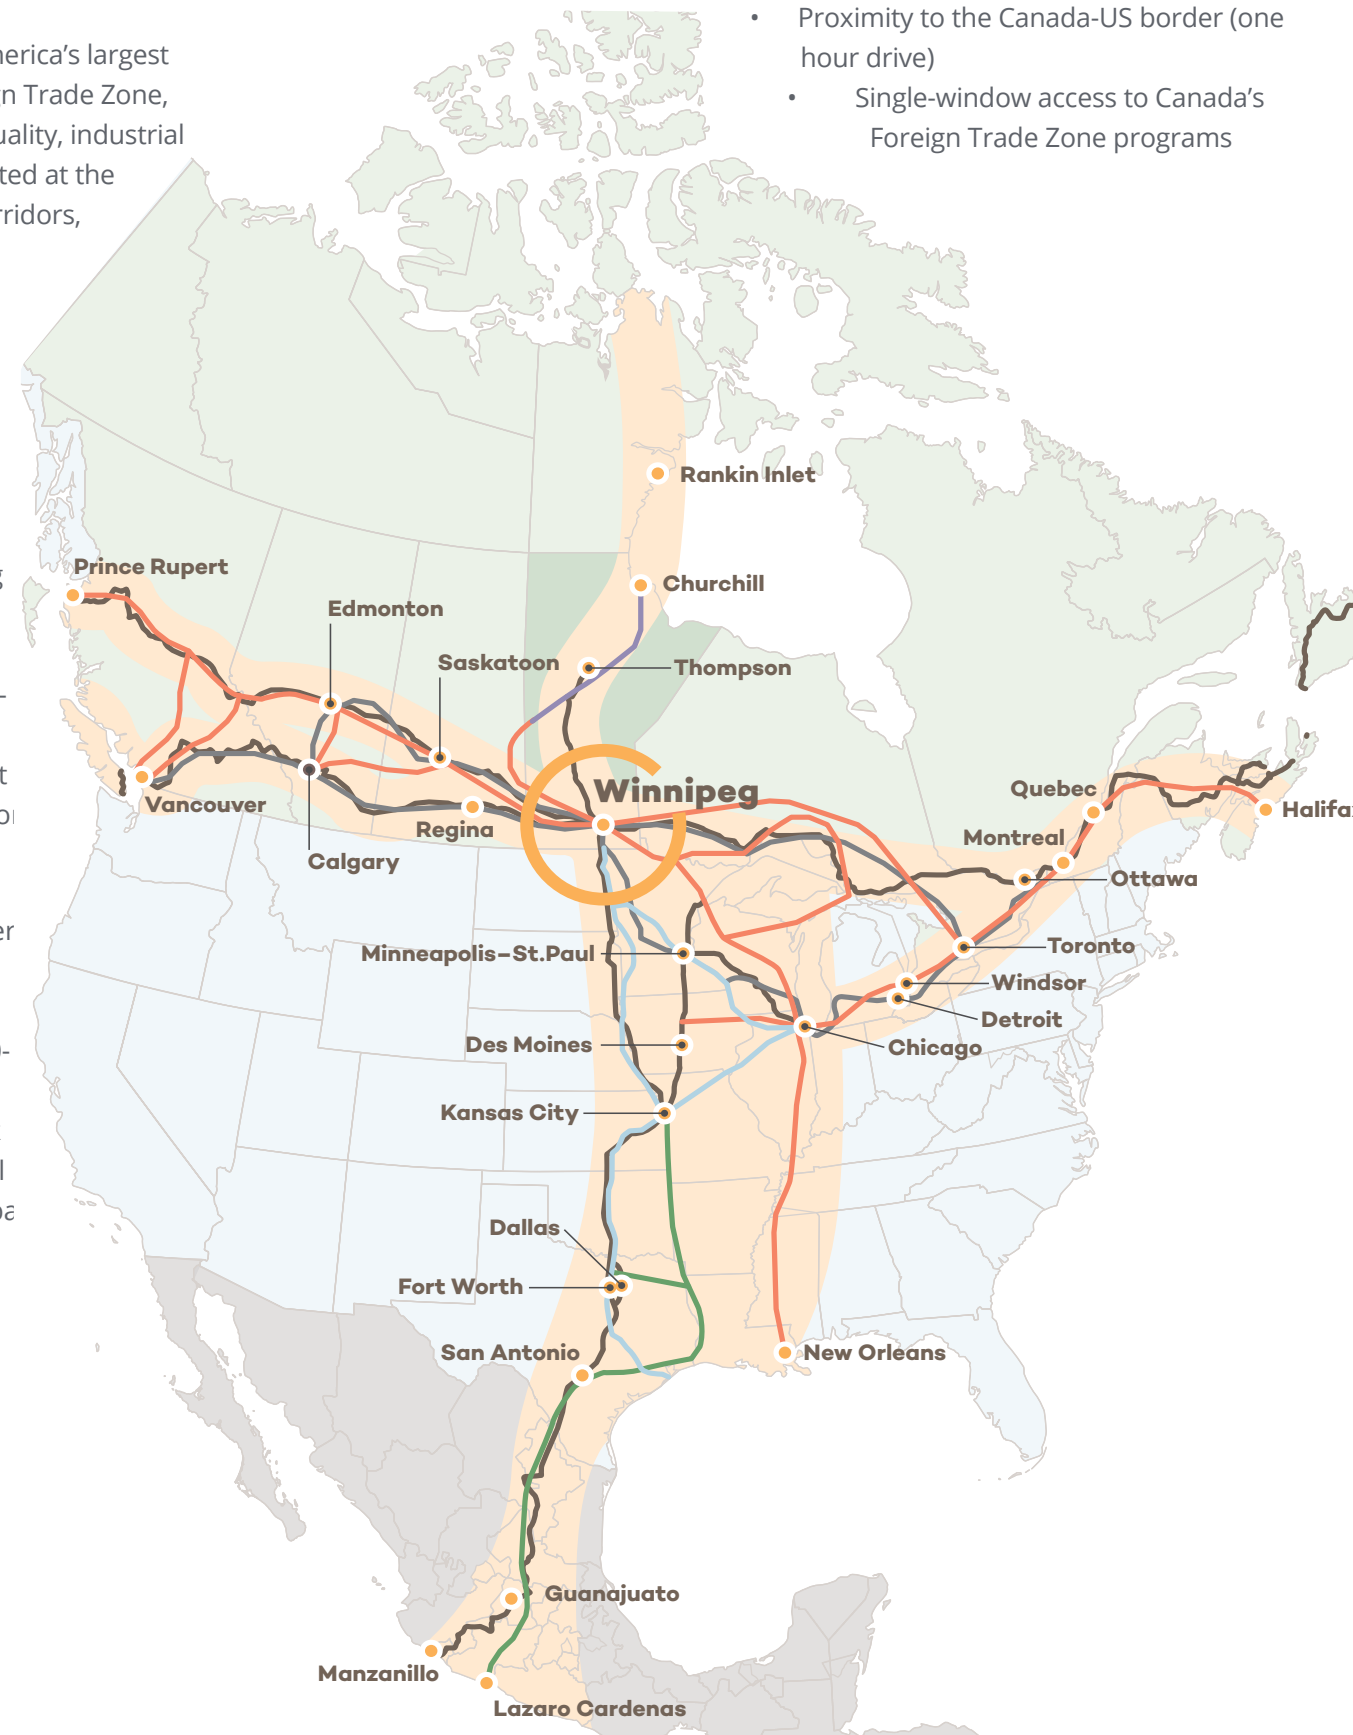 erica’s largest
n Trade Zone,
uality, industrial
ted at the
rridors,
• Proximity to the Canada-US border (one
hour drive)
• Single-window access to Canada’s
Foreign Trade Zone programs
Rankin Inlet
Prince Rupert
Churchill
Edmonton
Saskatoon
Thompson
Winnipeg
Quebec
Vancouver
Halifa
Regina
Montreal
Calgary
Ottawa
Minneapolis–St.Paul
Toronto
Windsor
Detroit
Des Moines
Chicago
Kansas City
Dallas
Fort Worth
San Antonio
New Orleans
Guanajuato
Manzanillo
Lazaro Cardenas